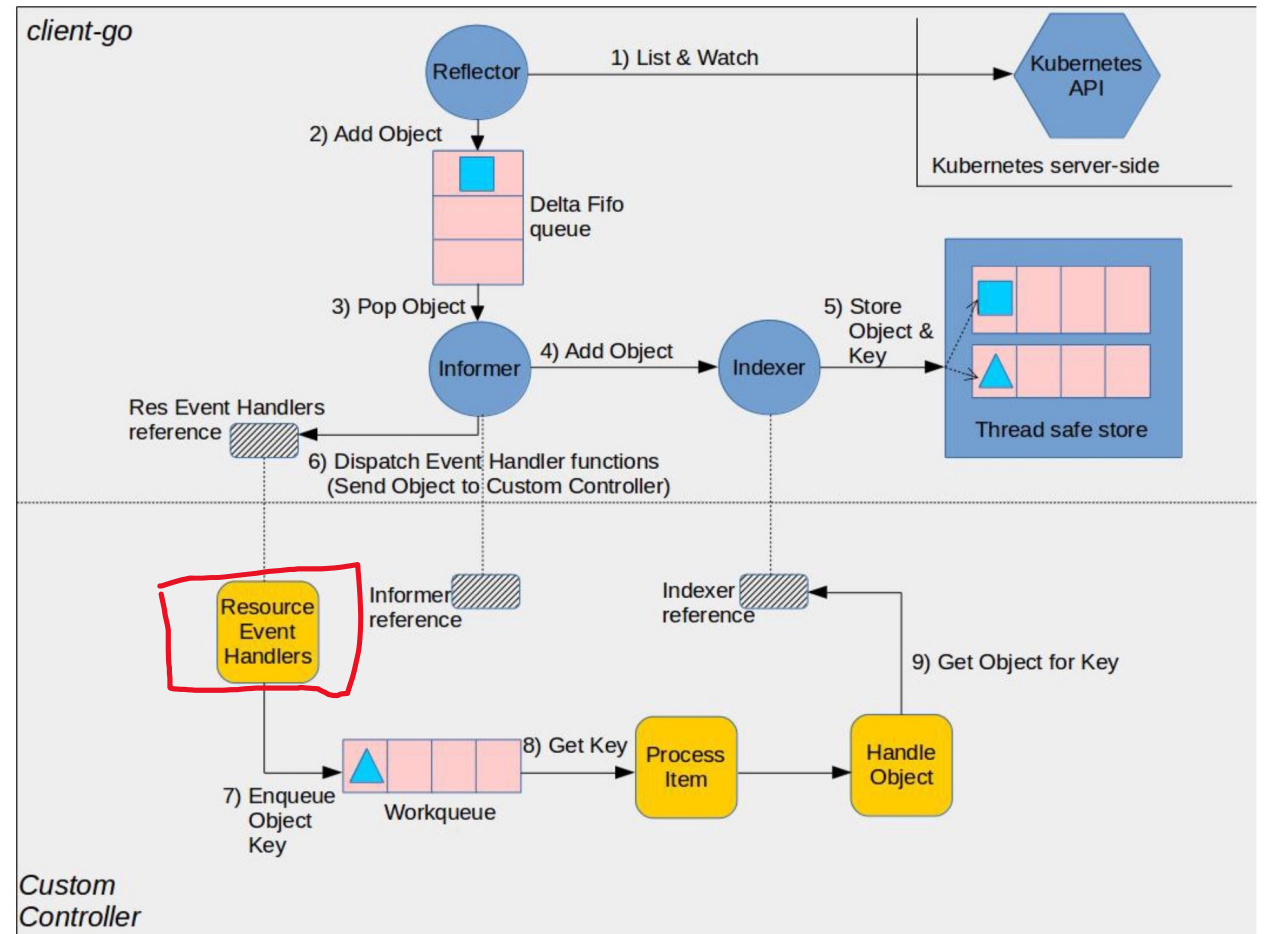 client-go
Reflector
1) List & Watch
Kubernetes
API
2) Add Object
Kubernetes server-side
Delta Fifo
queue
3) Pop Object
5) Store
Object &
Key
Informer
4) Add Object
Indexer
Res Event Handlers
reference
Thread safe store
6) Dispatch Event Handler functions
(Send Object to Custom Controller)
Resource
Event
Handlers
Informer
reference
Indexer
reference
9) Get Object for Key
8) Get Key
Process
Item
Handle
Object
7) Enqueue
Object
Key
Workqueue
Custom
Controller